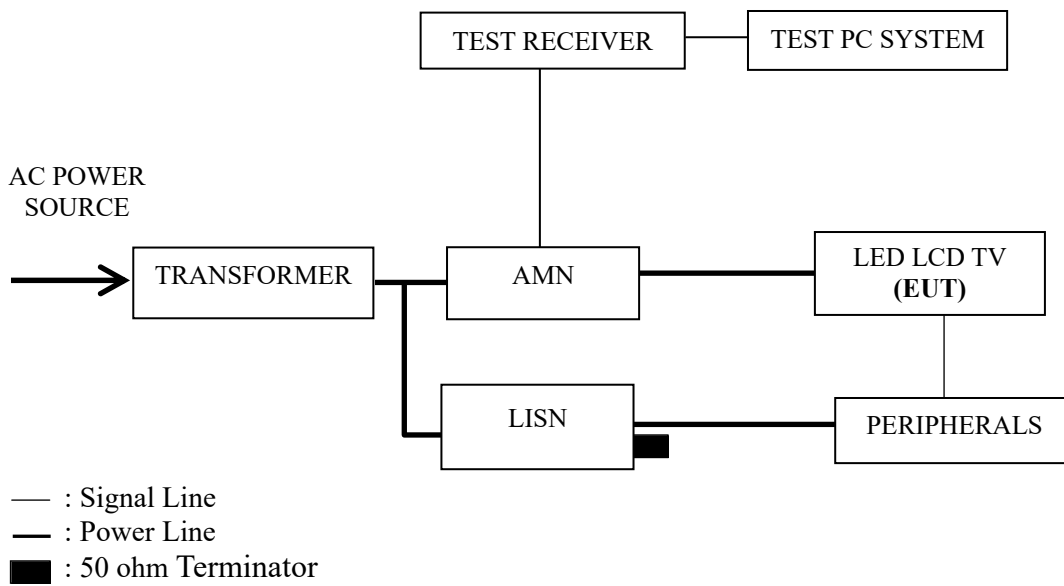 TEST RECEIVER
TEST PC SYSTEM
AC POWER
SOURCE
TRANSFORMER
AMN
LED LCD TV
(EUT)
LISN
PERIPHERALS
: Signal Line
: Power Line
: 50 ohm Terminator